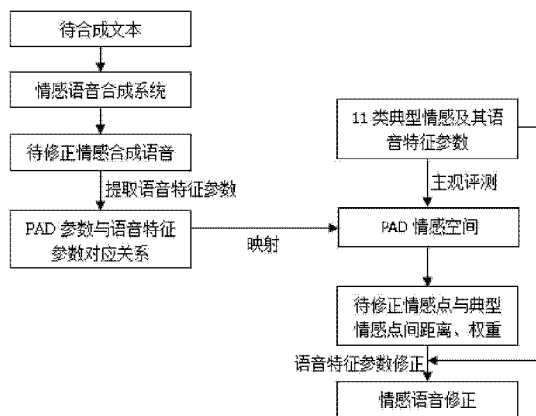 待合成文本
情感语音合成系统
待修正情感合成语音
提取语音特征参数
PAD 参数与语音特征
参数对应关系
映射
11 类典型情感及其语
音特征参数
主观评测
PAD 情感空间
待修正情感点与典型
情感点间距离、权重
语音特征参数修正
情感语音修正